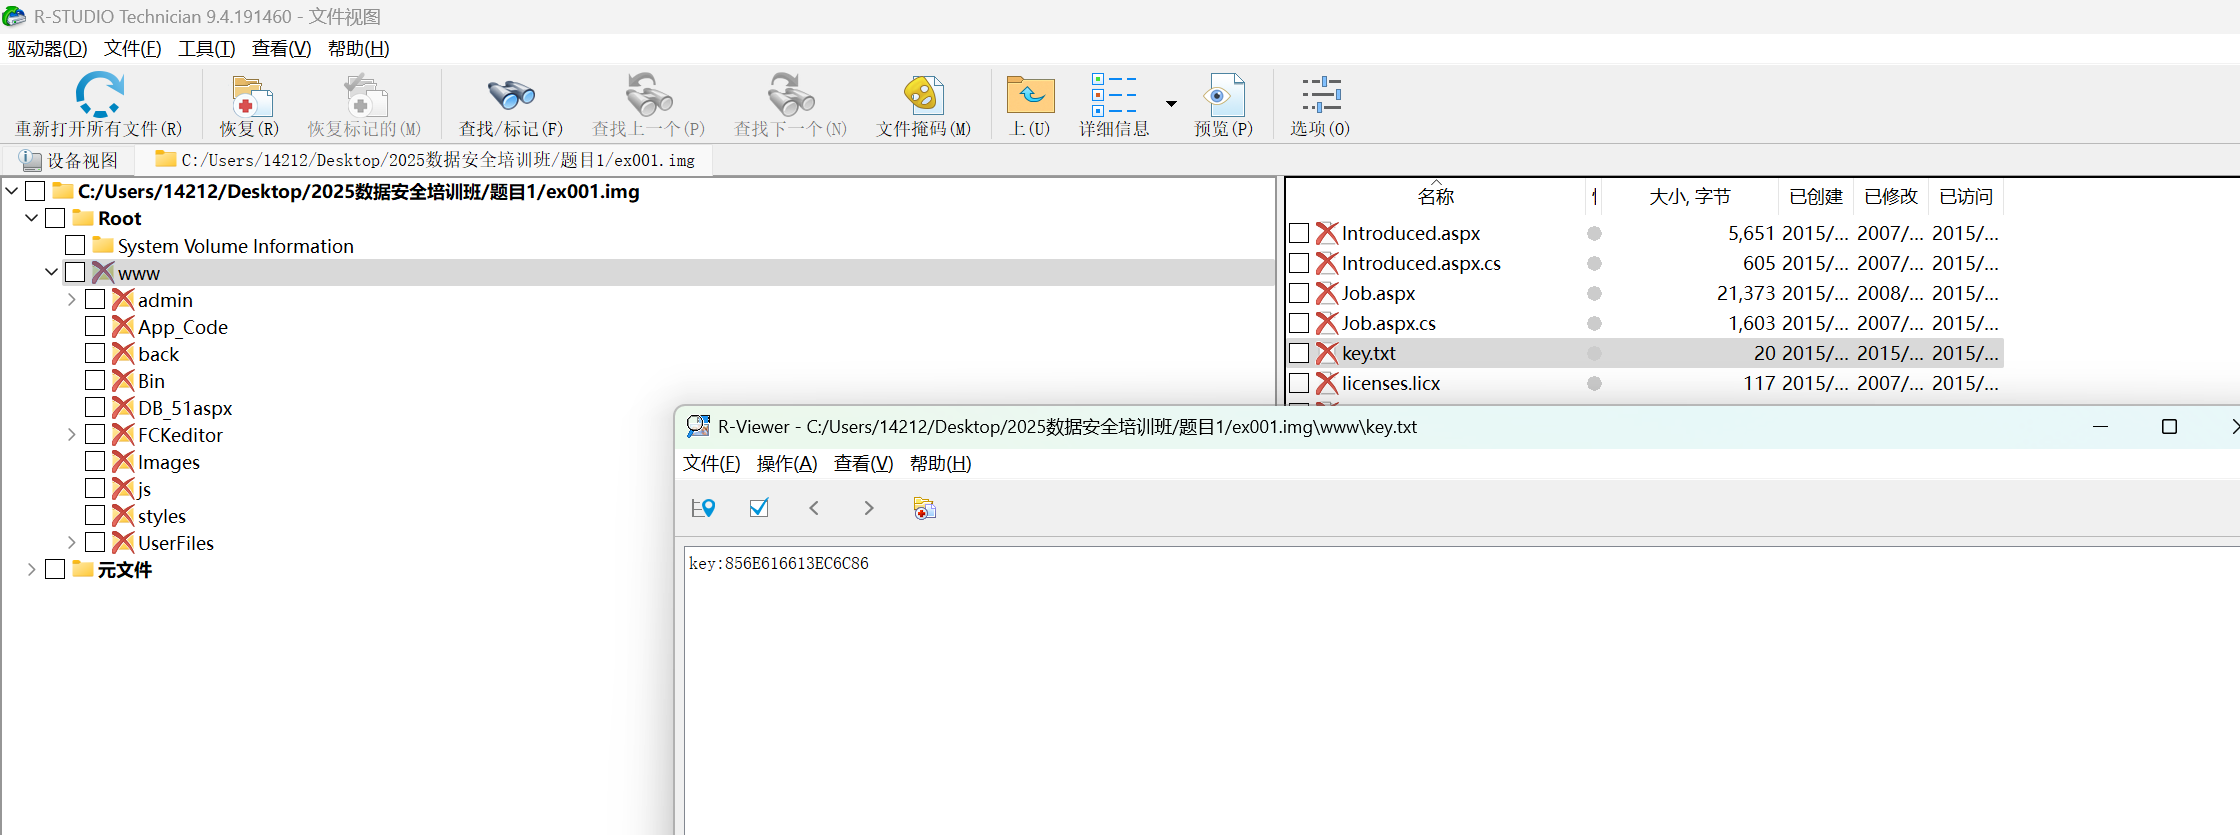 R-STUDIO Technician 9.4.191460 - 文件视图
驱动器(D) 文件(F) 工具(T) 查看(V) 帮助(H)
重新打开所有文件(R) 恢复(R) 恢复标记的(M) 查找/标记(F) 查找上一个(P) 查找下一个(N) 文件掩码(M) 上(U) 详细信息 预览(P) 选项(O)
设备视图 C:/Users/14212/Desktop/2025数据安全培训班/题目1/ex001.img
C:/Users/14212/Desktop/2025数据安全培训班/题目1/ex001.img
Root
System Volume Information
www
admin
App_Code
back
Bin
DB_51aspx
FCKeditor
Images
js
styles
UserFiles
元文件
名称 大小, 字节 已创建 已修改 已访问
Introduced.aspx 5,651 2015/... 2007/... 2015/...
Introduced.aspx.cs 605 2015/... 2007/... 2015/...
Job.aspx 21,373 2015/... 2008/... 2015/...
Job.aspx.cs 1,603 2015/... 2007/... 2015/...
key.txt 20 2015/... 2015/... 2015/...
licenses.licx 117 2015/... 2007/... 2015/...
R-Viewer - C:/Users/14212/Desktop/2025数据安全培训班/题目1/ex001.img\www\key.txt
文件(F) 操作(A) 查看(V) 帮助(H)
key:856E616613EC6C86